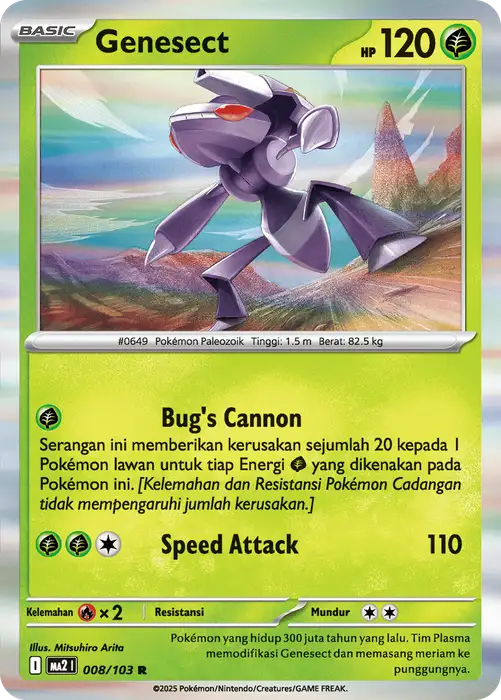 BASIC Genesect HP 120
#0649 Pokémon Paleozoik Tinggi: 1.5 m Berat: 82.5 kg
Bug's Cannon
Serangan ini memberikan kerusakan sejumlah 20 kepada 1
Pokémon lawan untuk tiap Energi yang dikenakan pada
Pokémon ini. [Kelemahan dan Resistansi Pokémon Cadangan
tidak mempengaruhi jumlah kerusakan.]
Speed Attack 110
Kelemahan ×2 Resistansi Mundur
Illus. Mitsuhiro Arita
Pokémon yang hidup 300 juta tahun yang lalu. Tim Plasma
memodifikasi Genesect dan memasang meriam ke
punggungnya.
I MA2 I 008/103 R
©2025 Pokémon/Nintendo/Creatures/GAME FREAK.